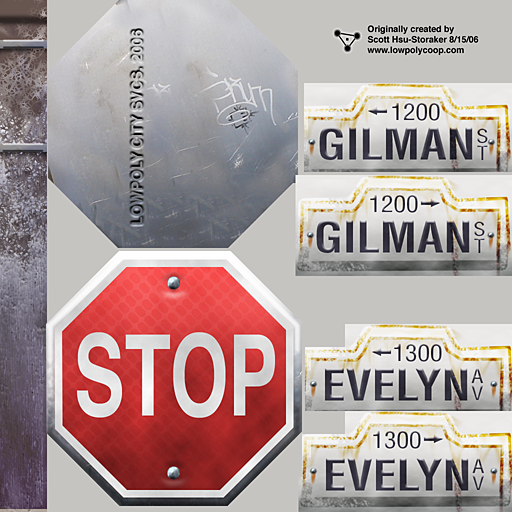 Originally created by
Scott Hsu-Storaker 8/15/06
www.lowpolycoop.com
LOWPOLY CITY SVCS. 2006
←1200
GILMAN ST
1200→
GILMAN ST
STOP
←1300
EVELYN AV
1300→
EVELYN AV